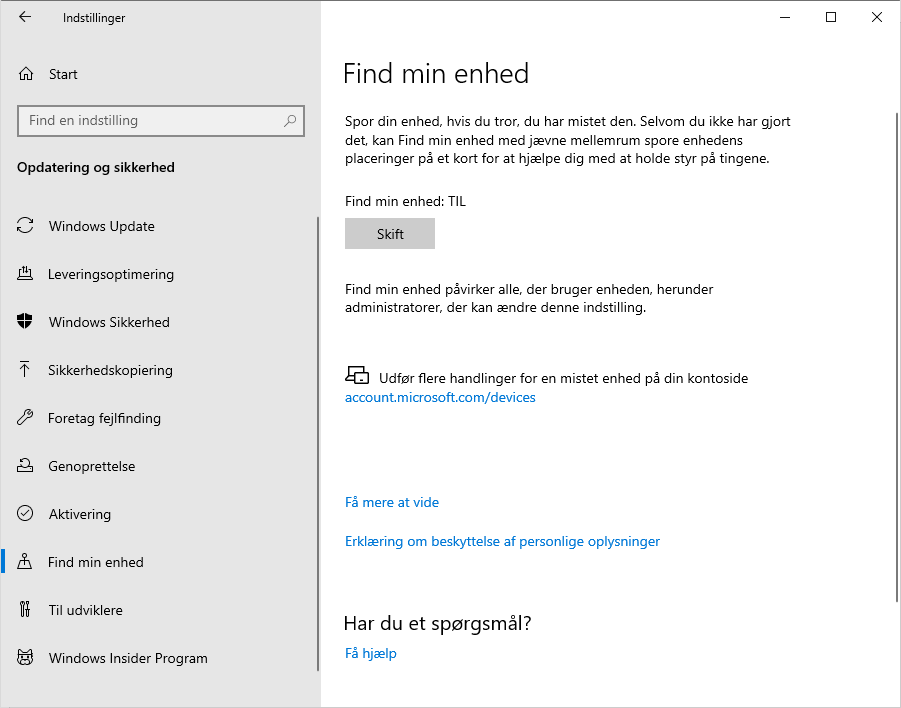 Indstillinger
Start
Find en indstilling
Opdatering og sikkerhed
Windows Update
Leveringsoptimering
Windows Sikkerhed
Sikkerhedskopiering
Foretag fejlfinding
Genoprettelse
Aktivering
Find min enhed
Til udviklere
Windows Insider Program
Find min enhed
Spor din enhed, hvis du tror, du har mistet den. Selvom du ikke har gjort
det, kan Find min enhed med jævne mellemrum spore enhedens
placeringer på et kort for at hjælpe dig med at holde styr på tingene.
Find min enhed: TIL
Skift
Find min enhed påvirker alle, der bruger enheden, herunder
administratorer, der kan ændre denne indstilling.
Udfør flere handlinger for en mistet enhed på din kontoside
account.microsoft.com/devices
Få mere at vide
Erklæring om beskyttelse af personlige oplysninger
Har du et spørgsmål?
Få hjælp